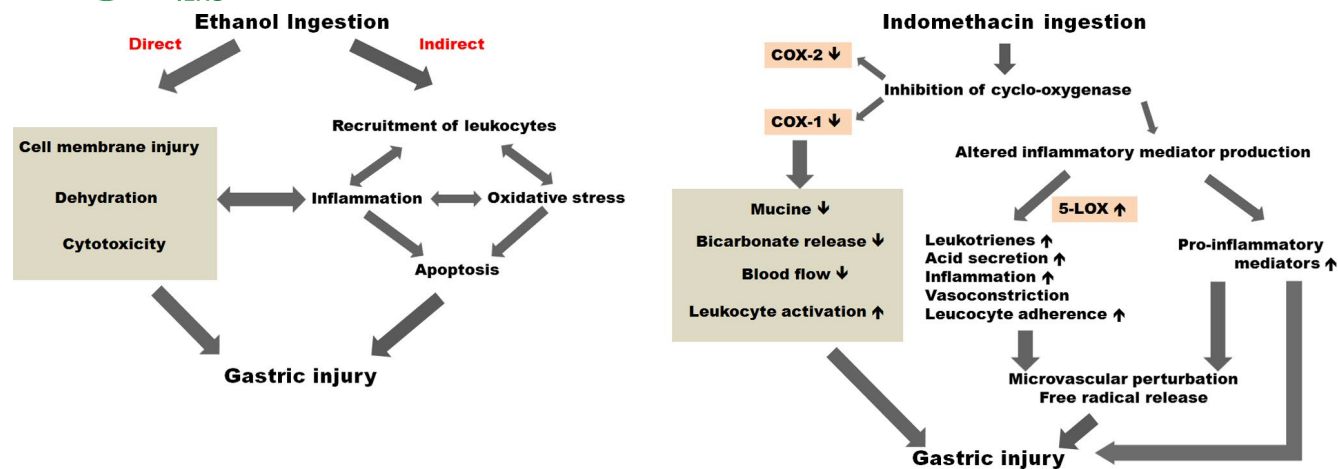 Ethanol Ingestion
Direct
Indirect
Recruitment of leukocytes
Cell membrane injury
Dehydration
Cytotoxicity
Inflammation
Oxidative stress
Apoptosis
Gastric injury
Indomethacin ingestion
COX-2 ↓
Inhibition of cyclo-oxygenase
COX-1 ↓
Altered inflammatory mediator production
5-LOX ↑
Mucine ↓
Bicarbonate release ↓
Blood flow ↓
Leukocyte activation ↑
Leukotrienes ↑
Acid secretion ↑
Inflammation ↑
Vasoconstriction
Leucocyte adherence ↑
Pro-inflammatory
mediators ↑
Microvascular perturbation
Free radical release
Gastric injury